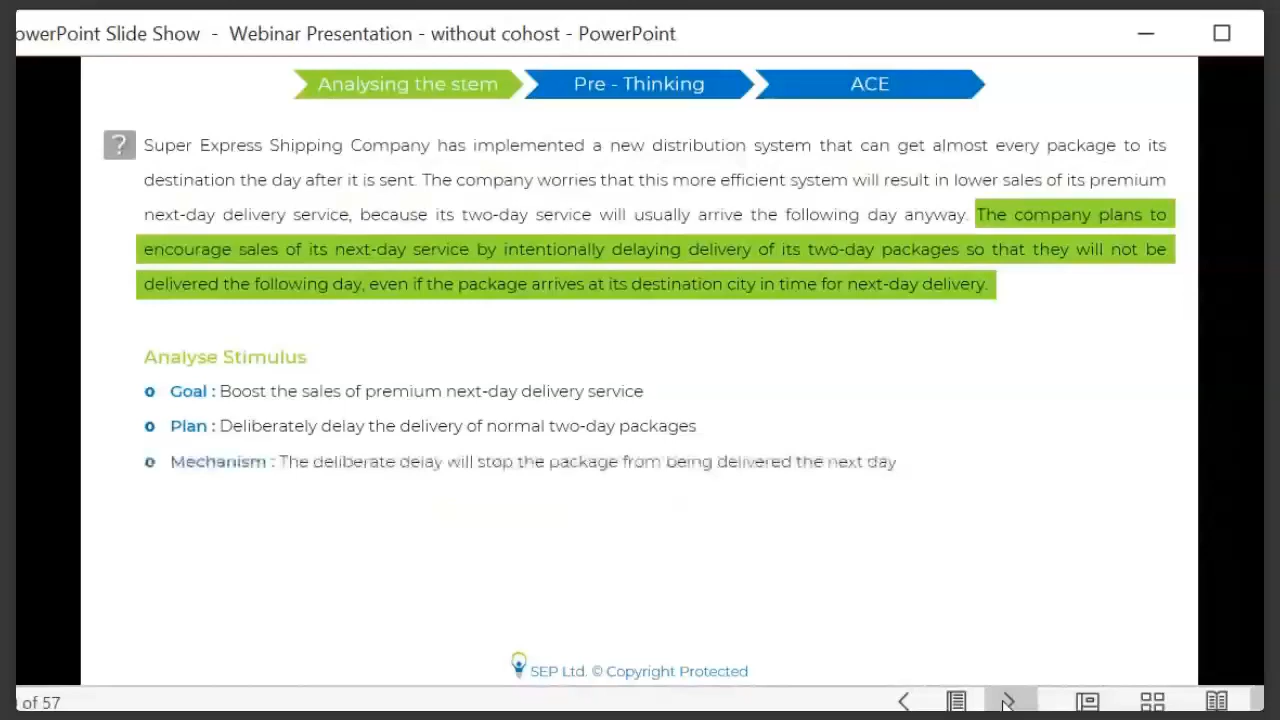 owerPoint Slide Show - Webinar Presentation - without cohost - PowerPoint
Analysing the stem
Pre - Thinking
ACE
?
Super Express Shipping Company has implemented a new distribution system that can get almost every package to its
destination the day after it is sent. The company worries that this more efficient system will result in lower sales of its premium
next-day delivery service, because its two-day service will usually arrive the following day anyway. The company plans to
encourage sales of its next-day service by intentionally delaying delivery of its two-day packages so that they will not be
delivered the following day, even if the package arrives at its destination city in time for next-day delivery.
Analyse Stimulus
o Goal : Boost the sales of premium next-day delivery service
o Plan : Deliberately delay the delivery of normal two-day packages
o Mechanism : The deliberate delay will stop the package from being delivered the next day
SEP Ltd. © Copyright Protected
of 57